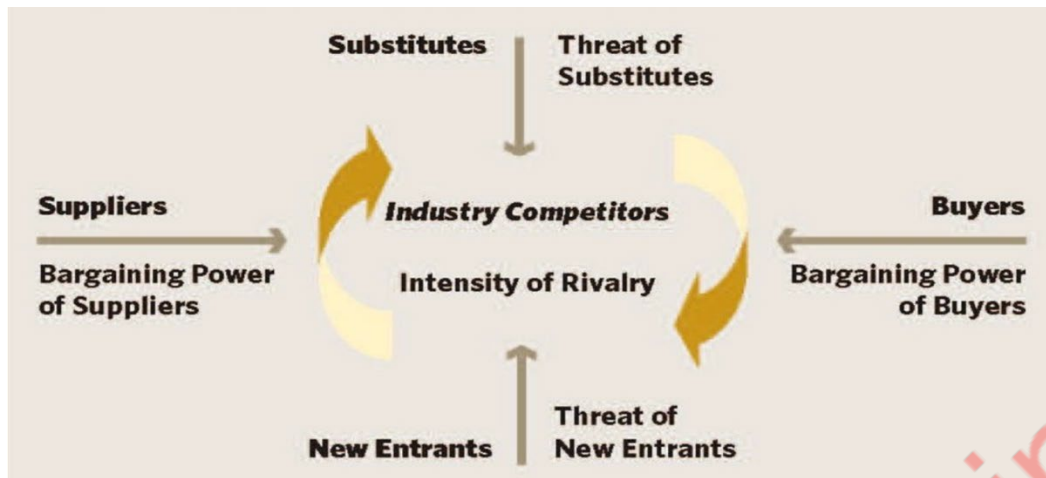 Substitutes
Threat of
Substitutes
Suppliers
Bargaining Power
of Suppliers
Industry Competitors
Intensity of Rivalry
Buyers
Bargaining Power
of Buyers
New Entrants
Threat of
New Entrants